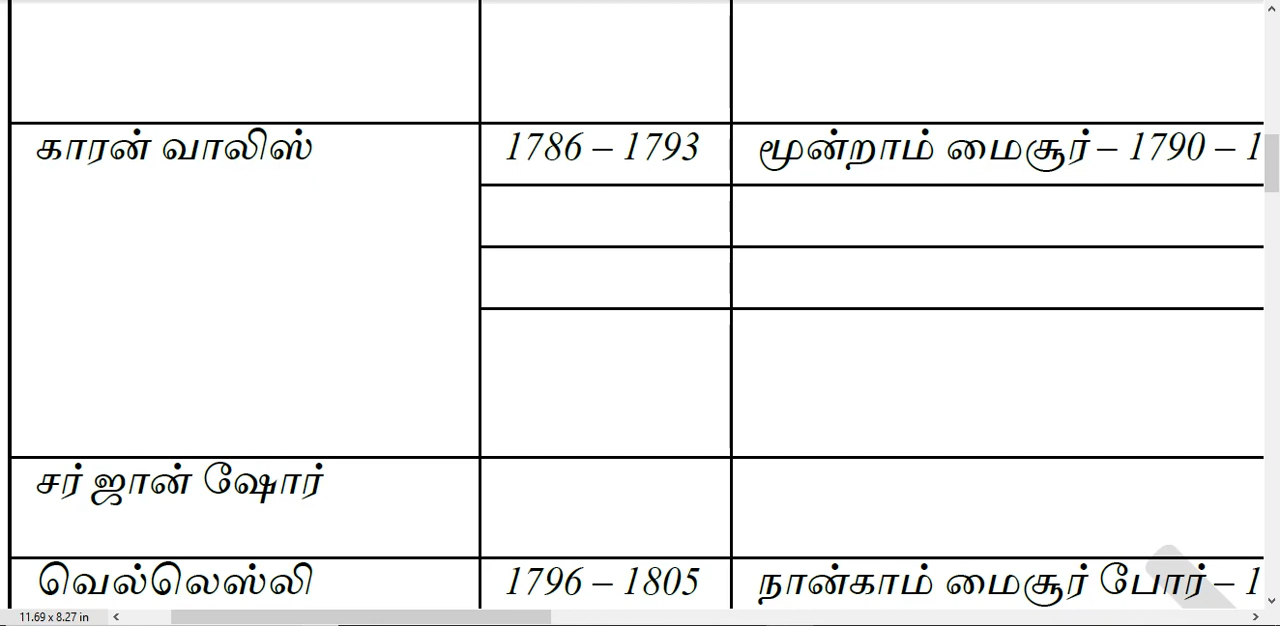 காரன் வாலிஸ் 1786 – 1793 மூன்றாம் மைசூர் – 1790 – 1
சர் ஜான் ஷோர்
வெல்லெஸ்லி 1796 – 1805 நான்காம் மைசூர் போர் – 1
11.69 x 8.27 in